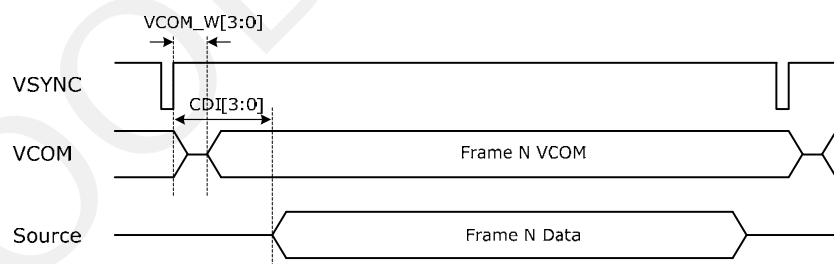 VCOM_W[3:0]
VSYNC
CDI[3:0]
VCOM
Frame N VCOM
Source
Frame N Data